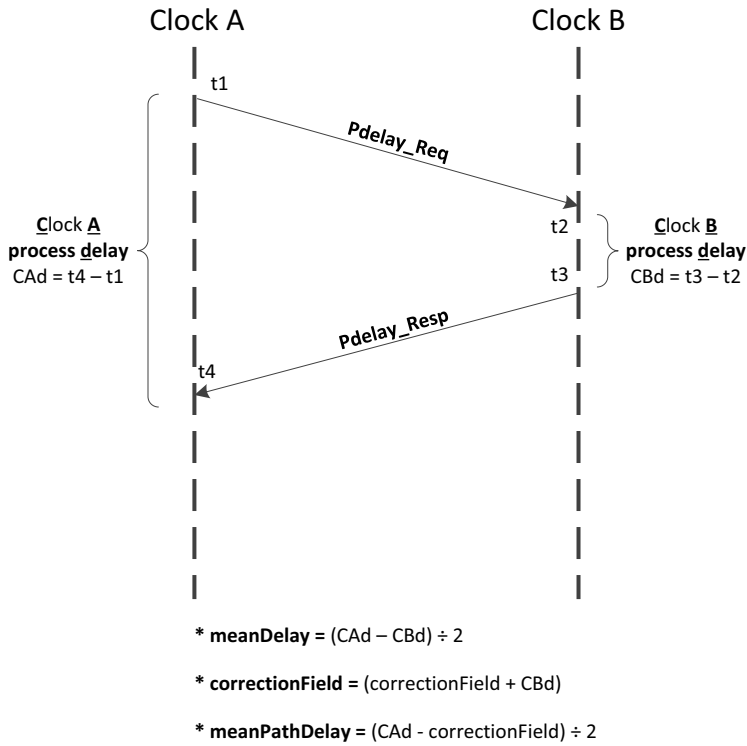 Clock A
Clock B
t1
Pdelay_Req
t2
Clock A
process delay
CAd = t4 – t1
Clock B
process delay
CBd = t3 – t2
t3
Pdelay_Resp
t4
* meanDelay = (CAd – CBd) ÷ 2
* correctionField = (correctionField + CBd)
* meanPathDelay = (CAd - correctionField) ÷ 2